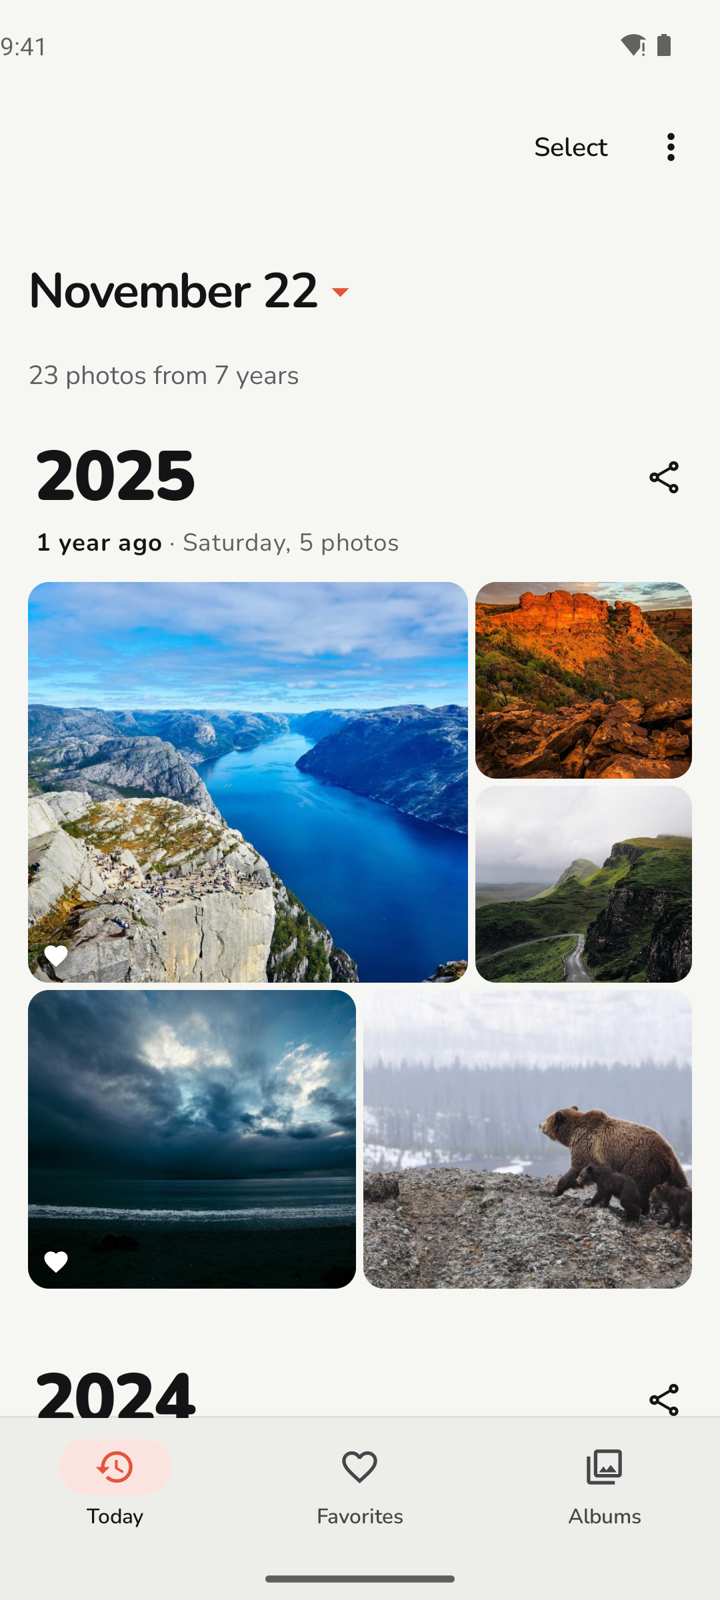 9:41
Select
November 22
23 photos from 7 years
2025
1 year ago · Saturday, 5 photos
2024
Today
Favorites
Albums